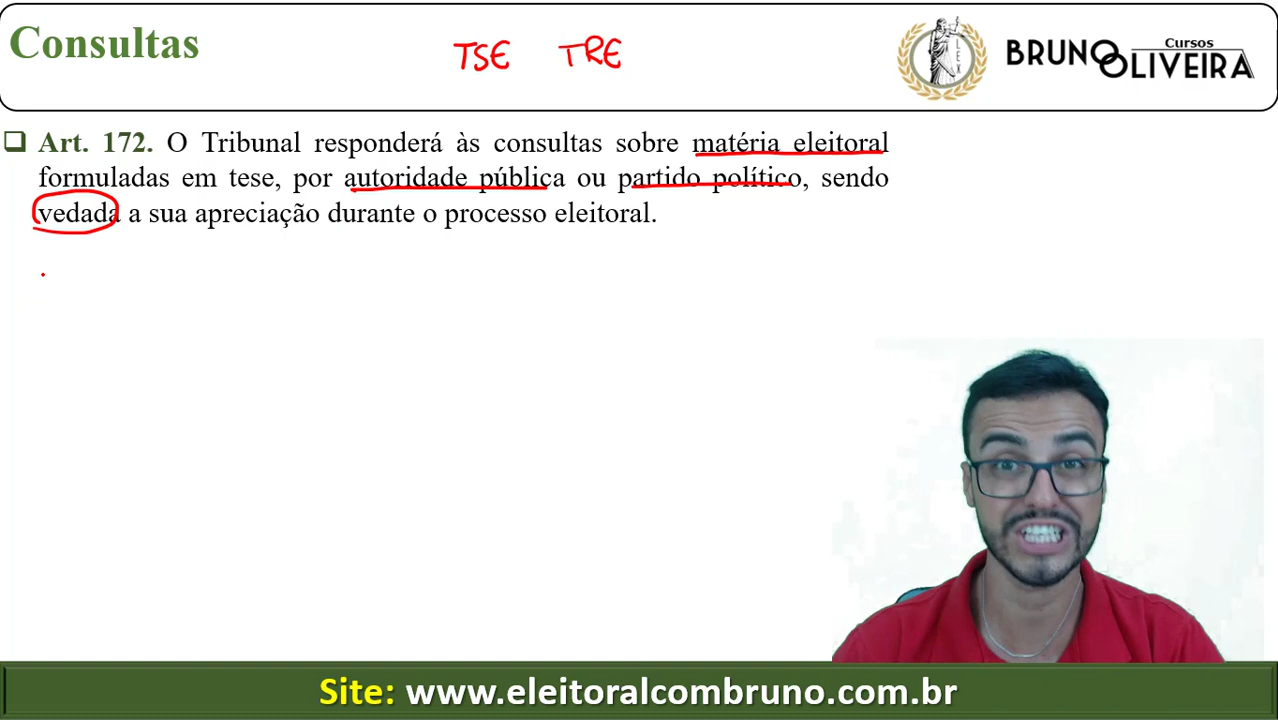 Consultas
TSE TRE
LEX
BRUNO
Cursos
OLIVEIRA
Art. 172. O Tribunal responderá às consultas sobre matéria eleitoral
formuladas em tese, por autoridade pública ou partido político, sendo
vedada a sua apreciação durante o processo eleitoral.
Site: www.eleitoralcombruno.com.br